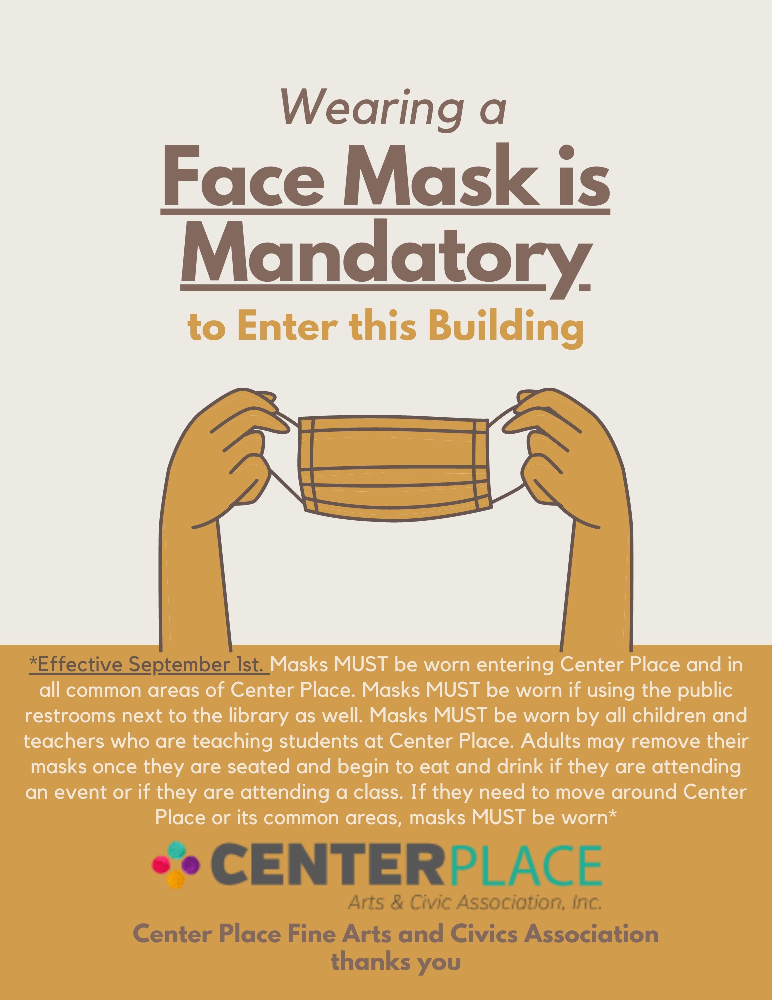 Wearing a
Face Mask is
Mandatory
to Enter this Building
*Effective September 1st. Masks MUST be worn entering Center Place and in
all common areas of Center Place. Masks MUST be worn if using the public
restrooms next to the library as well. Masks MUST be worn by all children and
teachers who are teaching students at Center Place. Adults may remove their
masks once they are seated and begin to eat and drink if they are attending
an event or if they are attending a class. If they need to move around Center
Place or its common areas, masks MUST be worn*
CENTERPLACE
Arts & Civic Association, Inc.
Center Place Fine Arts and Civics Association
thanks you